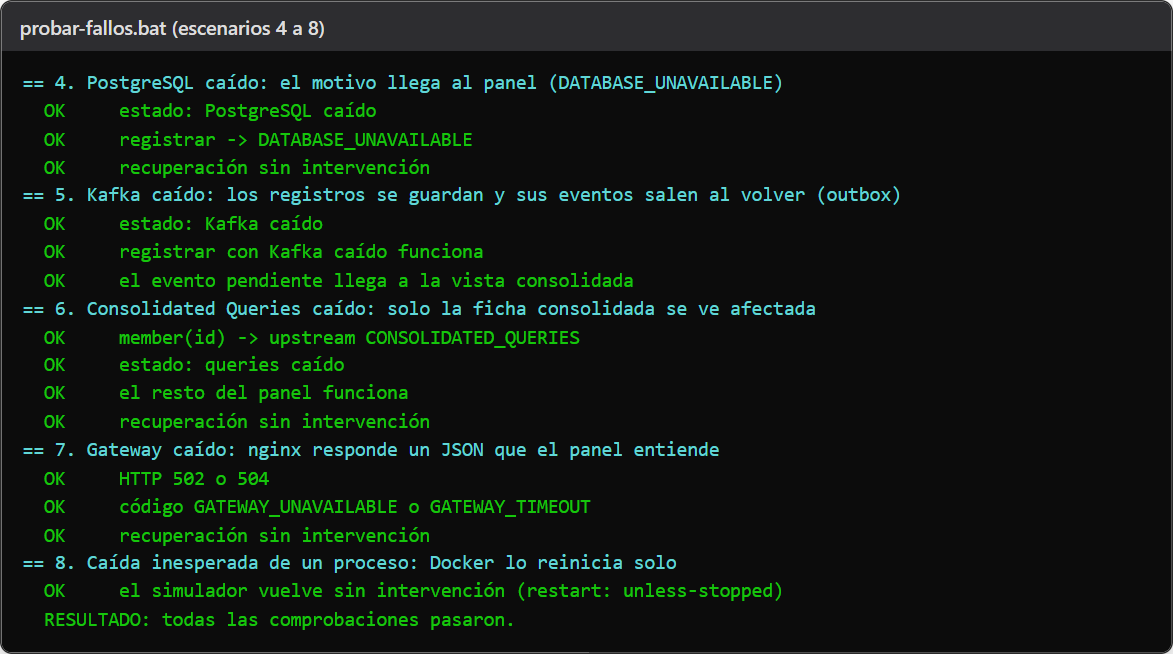 probar-fallos.bat (escenarios 4 a 8)
== 4. PostgreSQL caído: el motivo llega al panel (DATABASE_UNAVAILABLE)
OK estado: PostgreSQL caído
OK registrar -> DATABASE_UNAVAILABLE
OK recuperación sin intervención
== 5. Kafka caído: los registros se guardan y sus eventos salen al volver (outbox)
OK estado: Kafka caído
OK registrar con Kafka caído funciona
OK el evento pendiente llega a la vista consolidada
== 6. Consolidated Queries caído: solo la ficha consolidada se ve afectada
OK member(id) -> upstream CONSOLIDATED_QUERIES
OK estado: queries caído
OK el resto del panel funciona
OK recuperación sin intervención
== 7. Gateway caído: nginx responde un JSON que el panel entiende
OK HTTP 502 o 504
OK código GATEWAY_UNAVAILABLE o GATEWAY_TIMEOUT
OK recuperación sin intervención
== 8. Caída inesperada de un proceso: Docker lo reinicia solo
OK el simulador vuelve sin intervención (restart: unless-stopped)
RESULTADO: todas las comprobaciones pasaron.